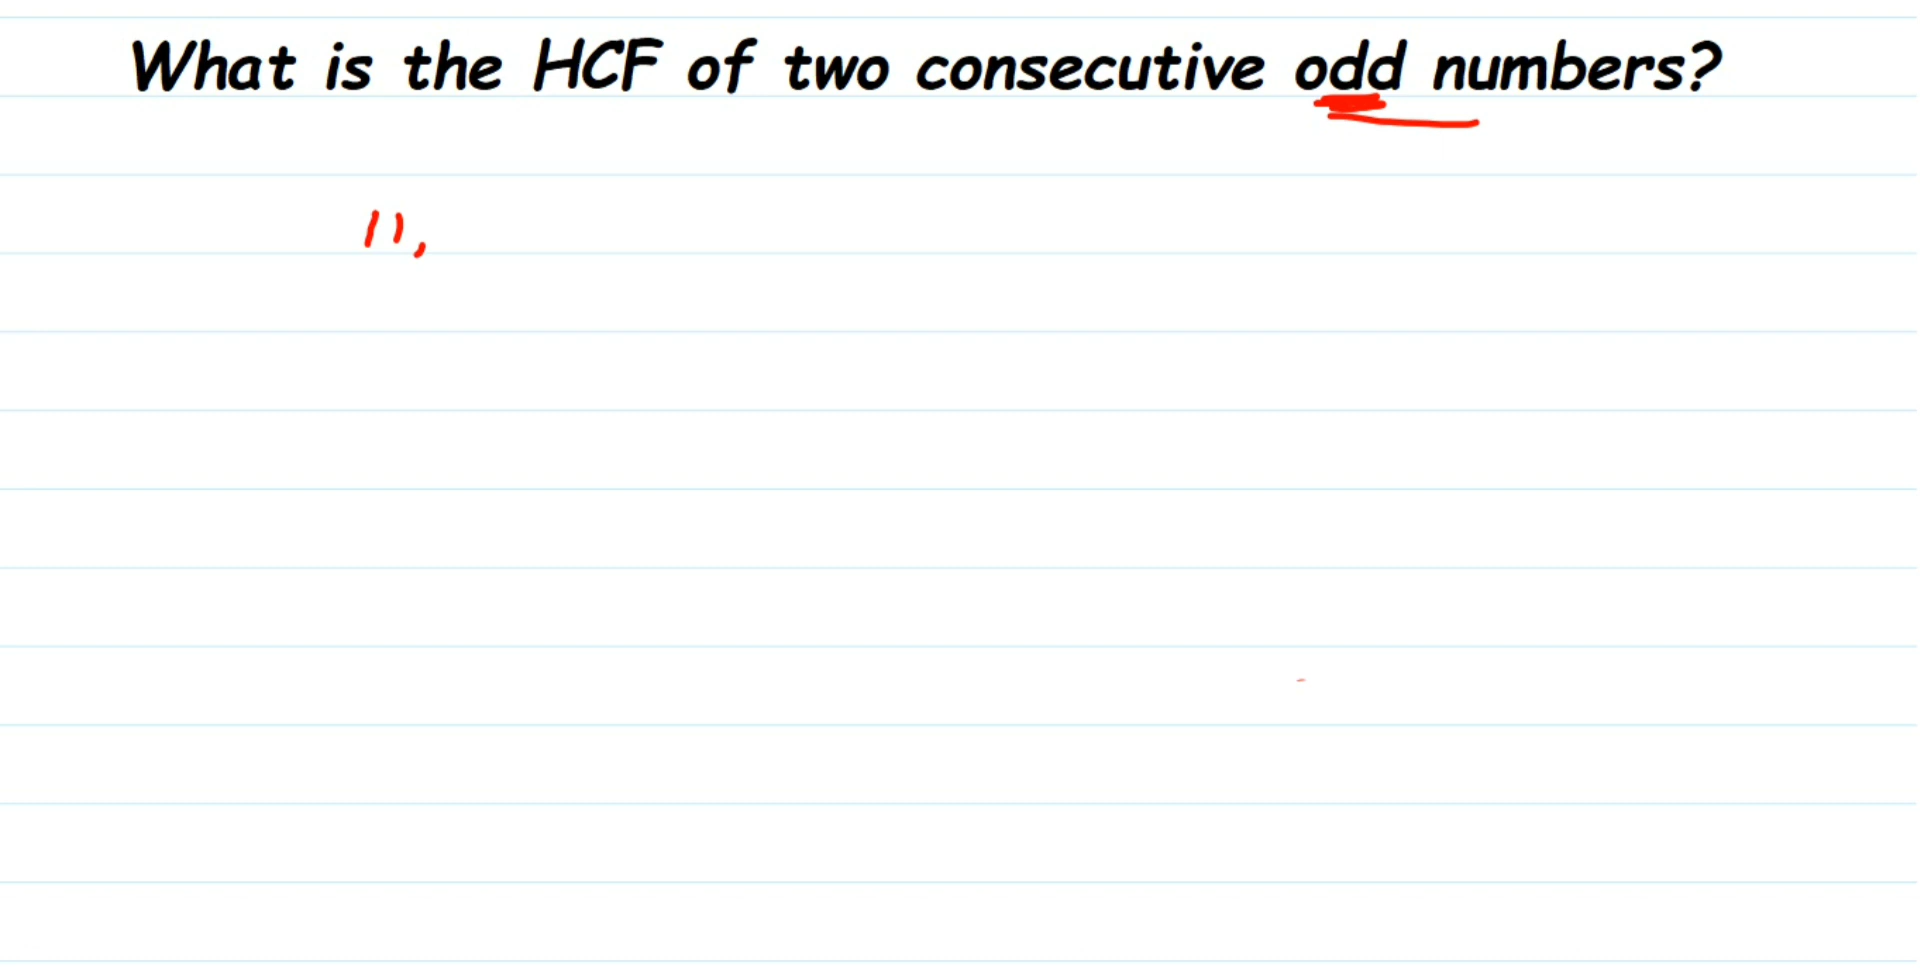 What is the HCF of two consecutive odd numbers?
11,